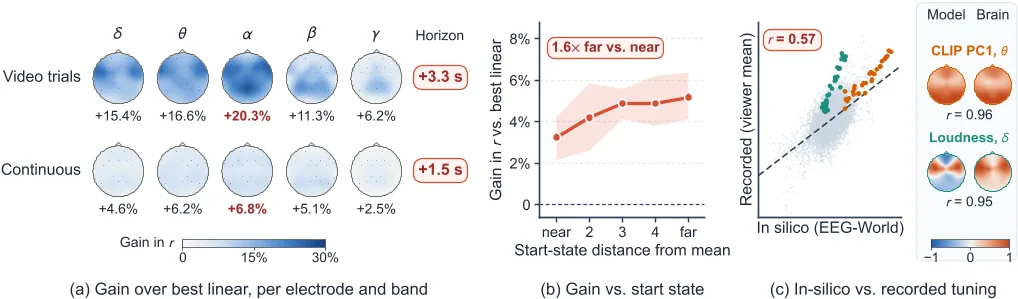 δ θ α β γ Horizon
Video trials
+3.3 s
+15.4% +16.6% +20.3% +11.3% +6.2%
Continuous
+1.5 s
+4.6% +6.2% +6.8% +5.1% +2.5%
Gain in r
0 15% 30%
(a) Gain over best linear, per electrode and band
Gain in r vs. best linear
8%
6%
4%
2%
0
1.6× far vs. near
near 2 3 4 far
Start-state distance from mean
(b) Gain vs. start state
Recorded (viewer mean)
r = 0.57
In silico (EEG-World)
Model Brain
CLIP PC1, θ
r = 0.96
Loudness, δ
r = 0.95
−1 0 1
(c) In-silico vs. recorded tuning